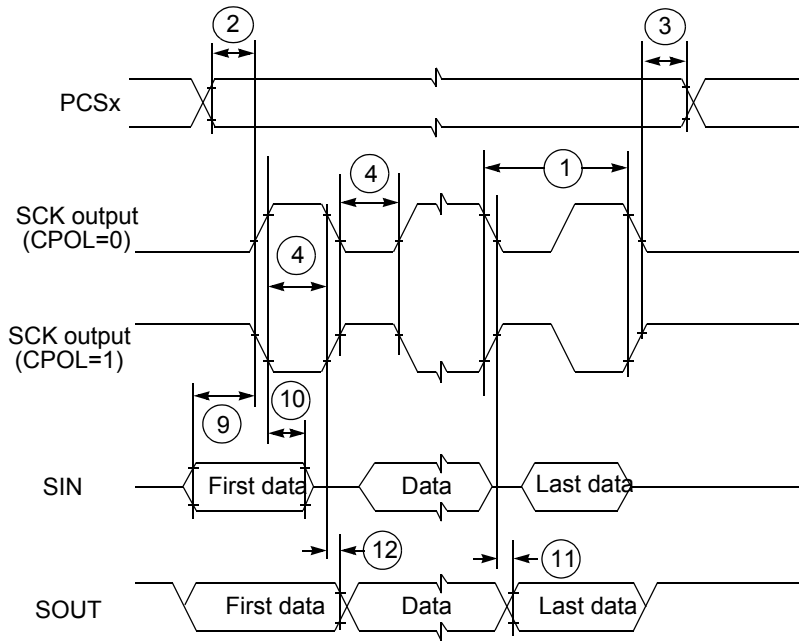 2
3
PCSx
4
1
SCK output
(CPOL=0)
4
SCK output
(CPOL=1)
9
10
SIN
First data
Data
Last data
12
11
SOUT
First data
Data
Last data